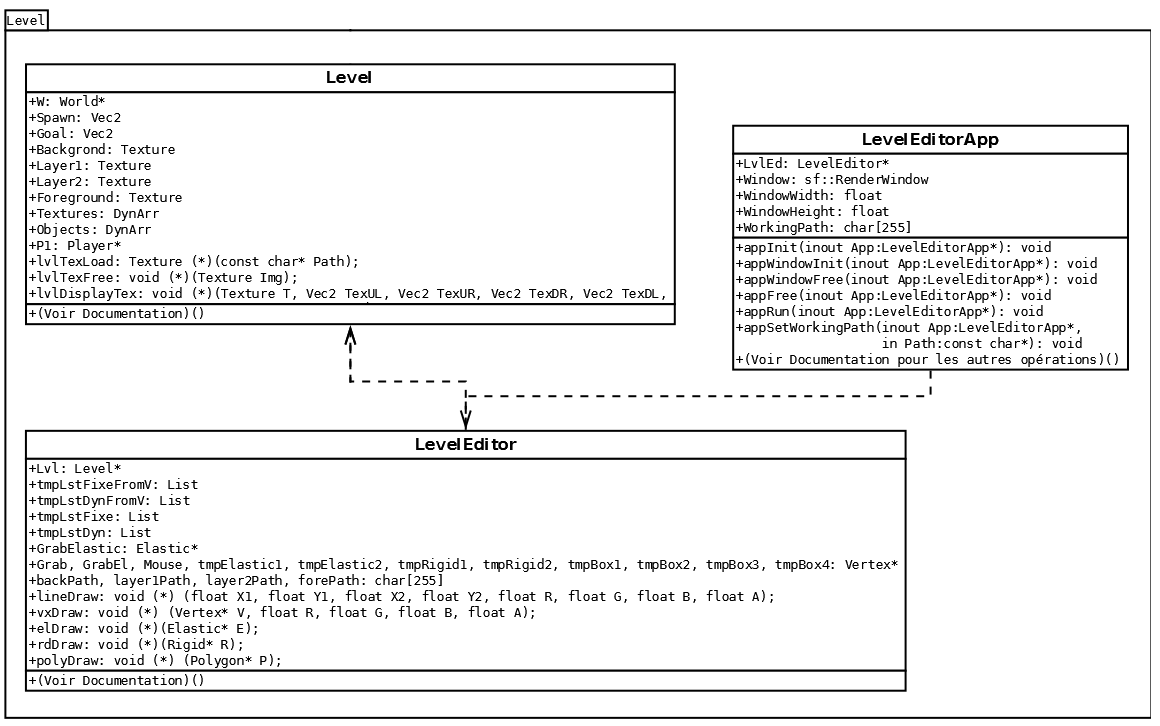 Level
Level
+W: World*
+Spawn: Vec2
+Goal: Vec2
+Backgrond: Texture
+Layer1: Texture
+Layer2: Texture
+Foreground: Texture
+Textures: DynArr
+Objects: DynArr
+P1: Player*
+lvlTexLoad: Texture (*)(const char* Path);
+lvlTexFree: void (*)(Texture Img);
+lvlDisplayTex: void (*)(Texture T, Vec2 TexUL, Vec2 TexUR, Vec2 TexDR, Vec2 TexDL,
+(Voir Documentation)()
LevelEditorApp
+LvlEd: LevelEditor*
+Window: sf::RenderWindow
+WindowWidth: float
+WindowHeight: float
+WorkingPath: char[255]
+appInit(inout App:LevelEditorApp*): void
+appWindowInit(inout App:LevelEditorApp*): void
+appWindowFree(inout App:LevelEditorApp*): void
+appFree(inout App:LevelEditorApp*): void
+appRun(inout App:LevelEditorApp*): void
+appSetWorkingPath(inout App:LevelEditorApp*,
in Path:const char*): void
+(Voir Documentation pour les autres opérations)()
LevelEditor
+Lvl: Level*
+tmpLstFixeFromV: List
+tmpLstDynFromV: List
+tmpLstFixe: List
+tmpLstDyn: List
+GrabElastic: Elastic*
+Grab, GrabEl, Mouse, tmpElastic1, tmpElastic2, tmpRigid1, tmpRigid2, tmpBox1, tmpBox2, tmpBox3, tmpBox4: Vertex*
+backPath, layer1Path, layer2Path, forePath: char[255]
+lineDraw: void (*) (float X1, float Y1, float X2, float Y2, float R, float G, float B, float A);
+vxDraw: void (*) (Vertex* V, float R, float G, float B, float A);
+elDraw: void (*)(Elastic* E);
+rdDraw: void (*)(Rigid* R);
+polyDraw: void (*) (Polygon* P);
+(Voir Documentation)()